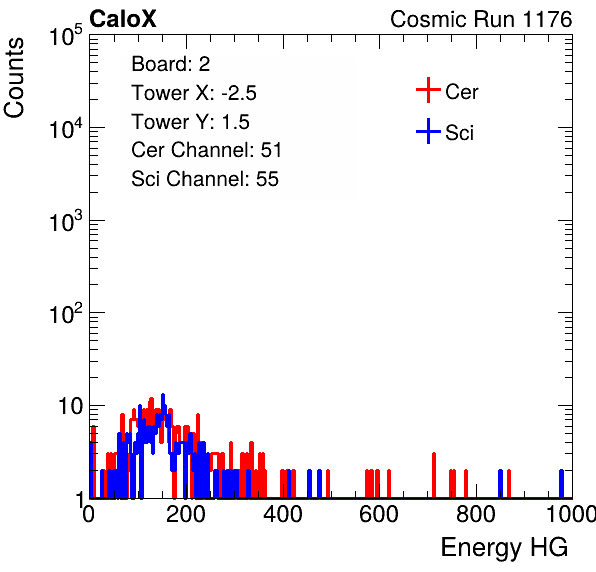 CaloX Cosmic Run 1176
Counts
10^5
10^4
10^3
10^2
10
1
Board: 2
Tower X: -2.5
Tower Y: 1.5
Cer Channel: 51
Sci Channel: 55
Cer
Sci
0 200 400 600 800 1000
Energy HG